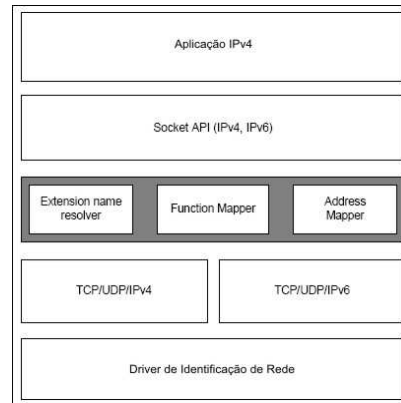 Aplicação IPv4
Socket API (IPv4, IPv6)
Extension name
resolver
Function Mapper
Address
Mapper
TCP/UDP/IPv4
TCP/UDP/IPv6
Driver de Identificação de Rede